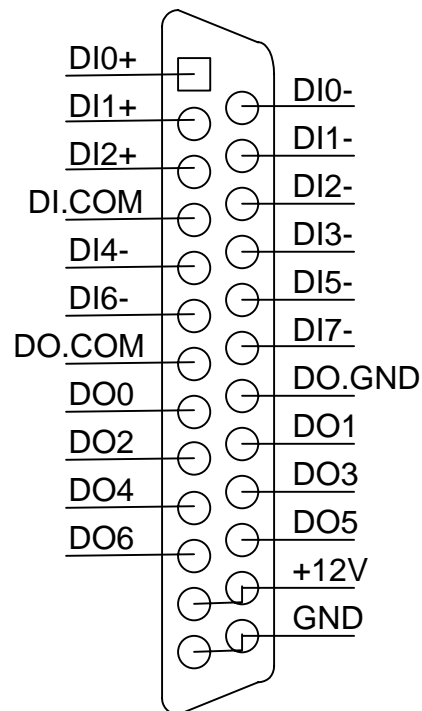 DI0+
DI0-
DI1+
DI1-
DI2+
DI2-
DI.COM
DI3-
DI4-
DI5-
DI6-
DI7-
DO.COM
DO.GND
DO0
DO1
DO2
DO3
DO4
DO5
DO6
+12V
GND